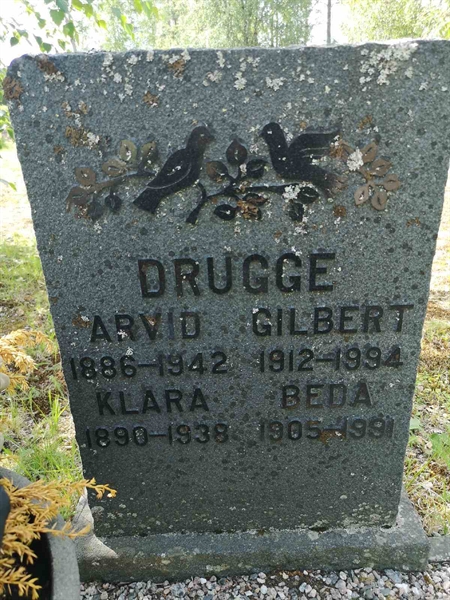 DRUGGE
ARVID GILBERT
1886-1942 1912-1994
KLARA BEDA
1890-1938 1905-1991